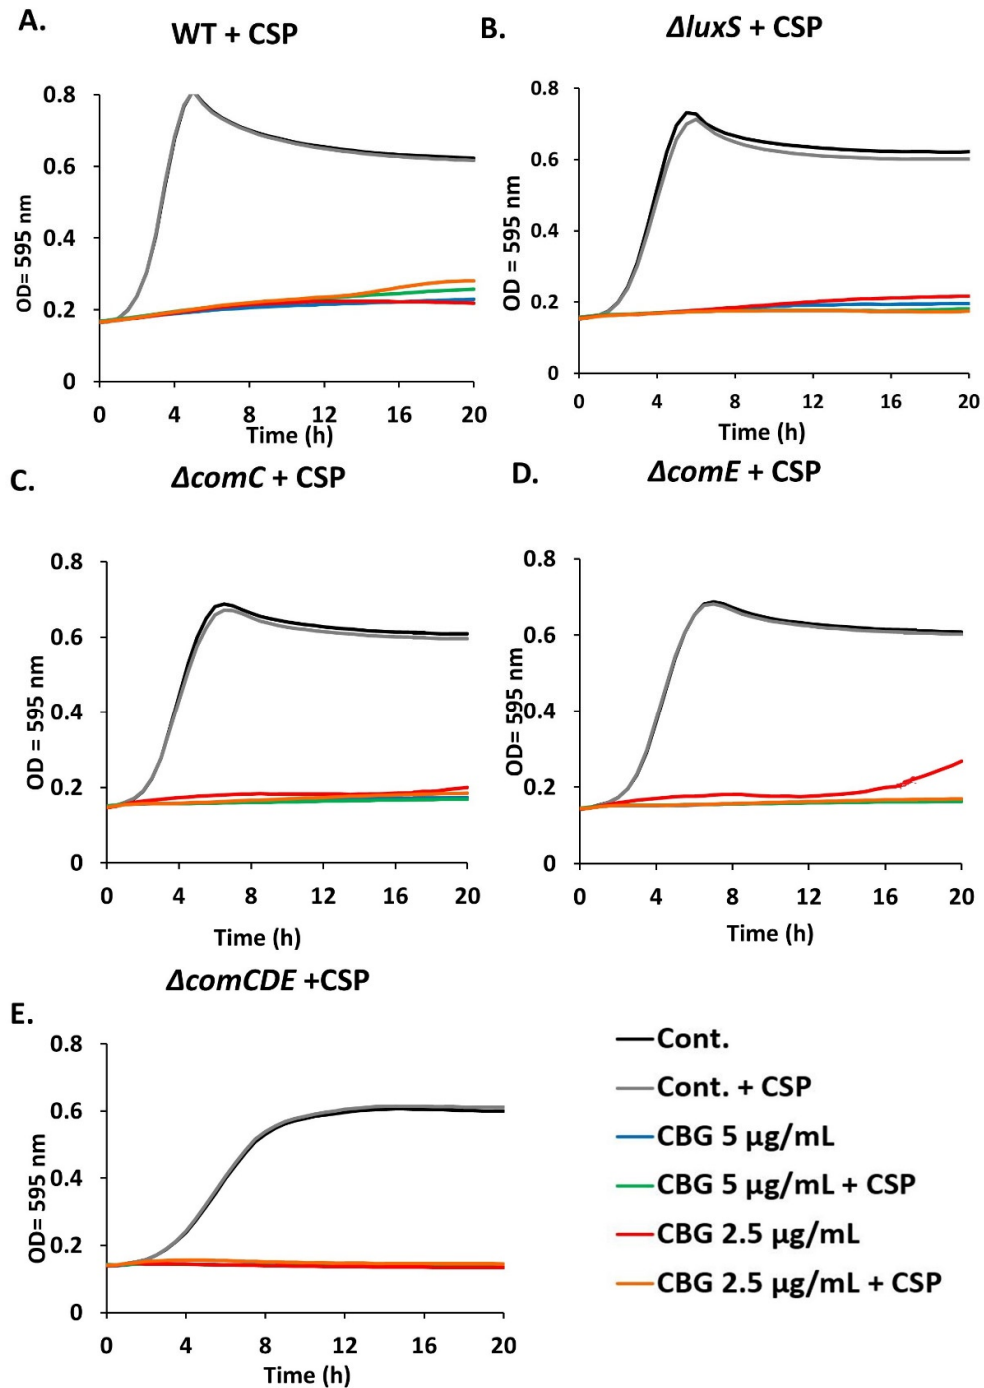 A.
WT + CSP
0.8
0.6
0.4
0.2
0
OD= 595 nm
0 4 8 12 16 20
Time (h)
B.
ΔluxS + CSP
0.8
0.6
0.4
0.2
0
OD = 595 nm
0 4 8 12 16 20
Time (h)
C.
ΔcomC + CSP
0.8
0.6
0.4
0.2
0
OD = 595 nm
0 4 8 12 16 20
Time (h)
D.
ΔcomE + CSP
0.8
0.6
0.4
0.2
0
OD= 595 nm
0 4 8 12 16 20
Time (h)
E.
ΔcomCDE +CSP
0.8
0.6
0.4
0.2
0
OD= 595 nm
0 4 8 12 16 20
Time (h)
Cont.
Cont. + CSP
CBG 5 µg/mL
CBG 5 µg/mL + CSP
CBG 2.5 µg/mL
CBG 2.5 µg/mL + CSP